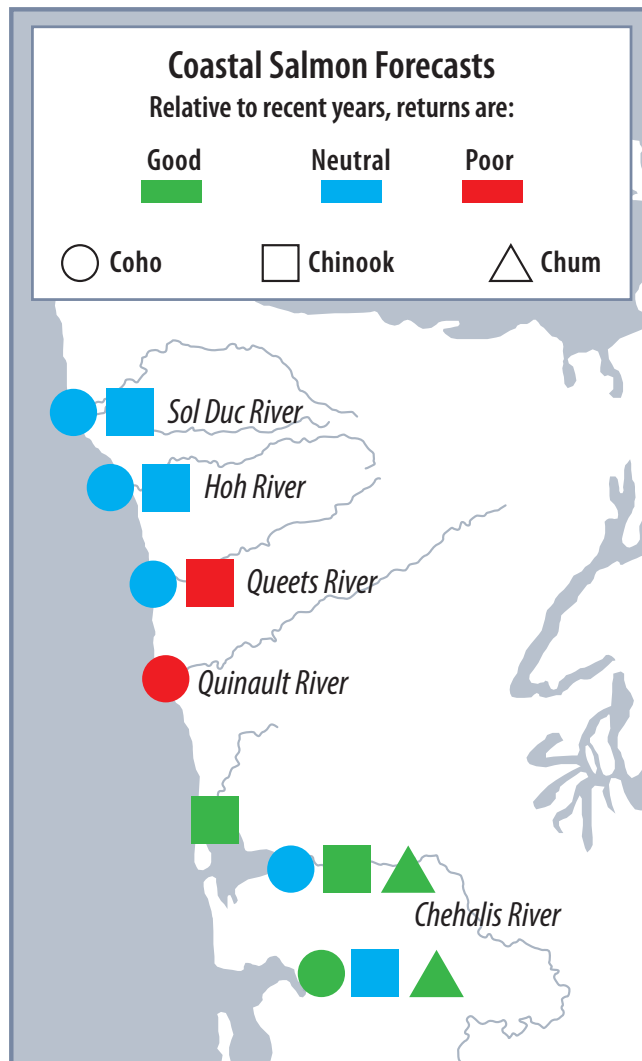 Coastal Salmon Forecasts
Relative to recent years, returns are:
Good Neutral Poor
Coho Chinook Chum
Sol Duc River
Hoh River
Queets River
Quinault River
Chehalis River